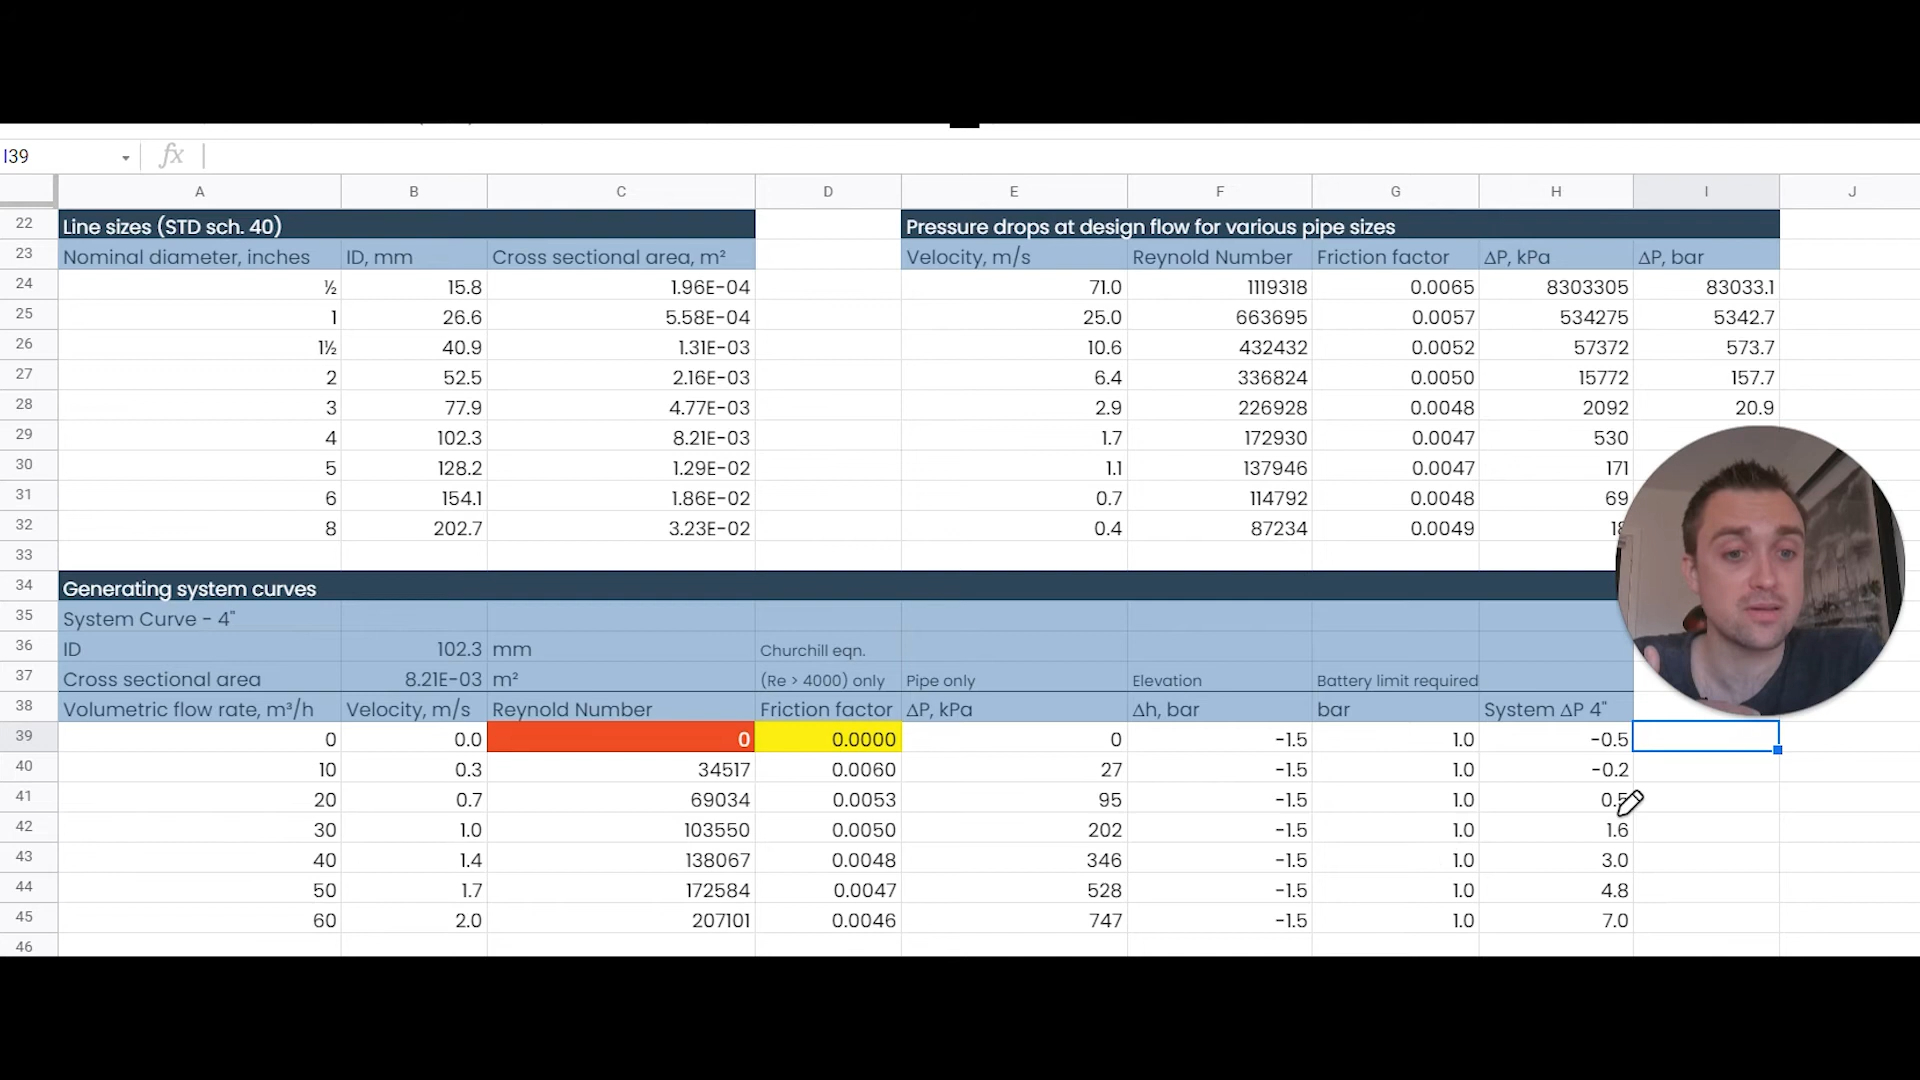 I39
fx
A B C D E F G H I J
22 Line sizes (STD sch. 40) Pressure drops at design flow for various pipe sizes
23 Nominal diameter, inches ID, mm Cross sectional area, m² Velocity, m/s Reynold Number Friction factor ΔP, kPa ΔP, bar
24 ½ 15.8 1.96E-04 71.0 1119318 0.0065 8303305 83033.1
25 1 26.6 5.58E-04 25.0 663695 0.0057 534275 5342.7
26 1½ 40.9 1.31E-03 10.6 432432 0.0052 57372 573.7
27 2 52.5 2.16E-03 6.4 336824 0.0050 15772 157.7
28 3 77.9 4.77E-03 2.9 226928 0.0048 2092 20.9
29 4 102.3 8.21E-03 1.7 172930 0.0047 530
30 5 128.2 1.29E-02 1.1 137946 0.0047 171
31 6 154.1 1.86E-02 0.7 114792 0.0048 69
32 8 202.7 3.23E-02 0.4 87234 0.0049
33
34 Generating system curves
35 System Curve - 4"
36 ID 102.3 mm Churchill eqn.
37 Cross sectional area 8.21E-03 m² (Re > 4000) only Pipe only Elevation Battery limit required
38 Volumetric flow rate, m³/h Velocity, m/s Reynold Number Friction factor ΔP, kPa Δh, bar bar System ΔP 4"
39 0 0.0 0 0.0000 0 -1.5 1.0 -0.5
40 10 0.3 34517 0.0060 27 -1.5 1.0 -0.2
41 20 0.7 69034 0.0053 95 -1.5 1.0
42 30 1.0 103550 0.0050 202 -1.5 1.0 1.6
43 40 1.4 138067 0.0048 346 -1.5 1.0 3.0
44 50 1.7 172584 0.0047 528 -1.5 1.0 4.8
45 60 2.0 207101 0.0046 747 -1.5 1.0 7.0
46